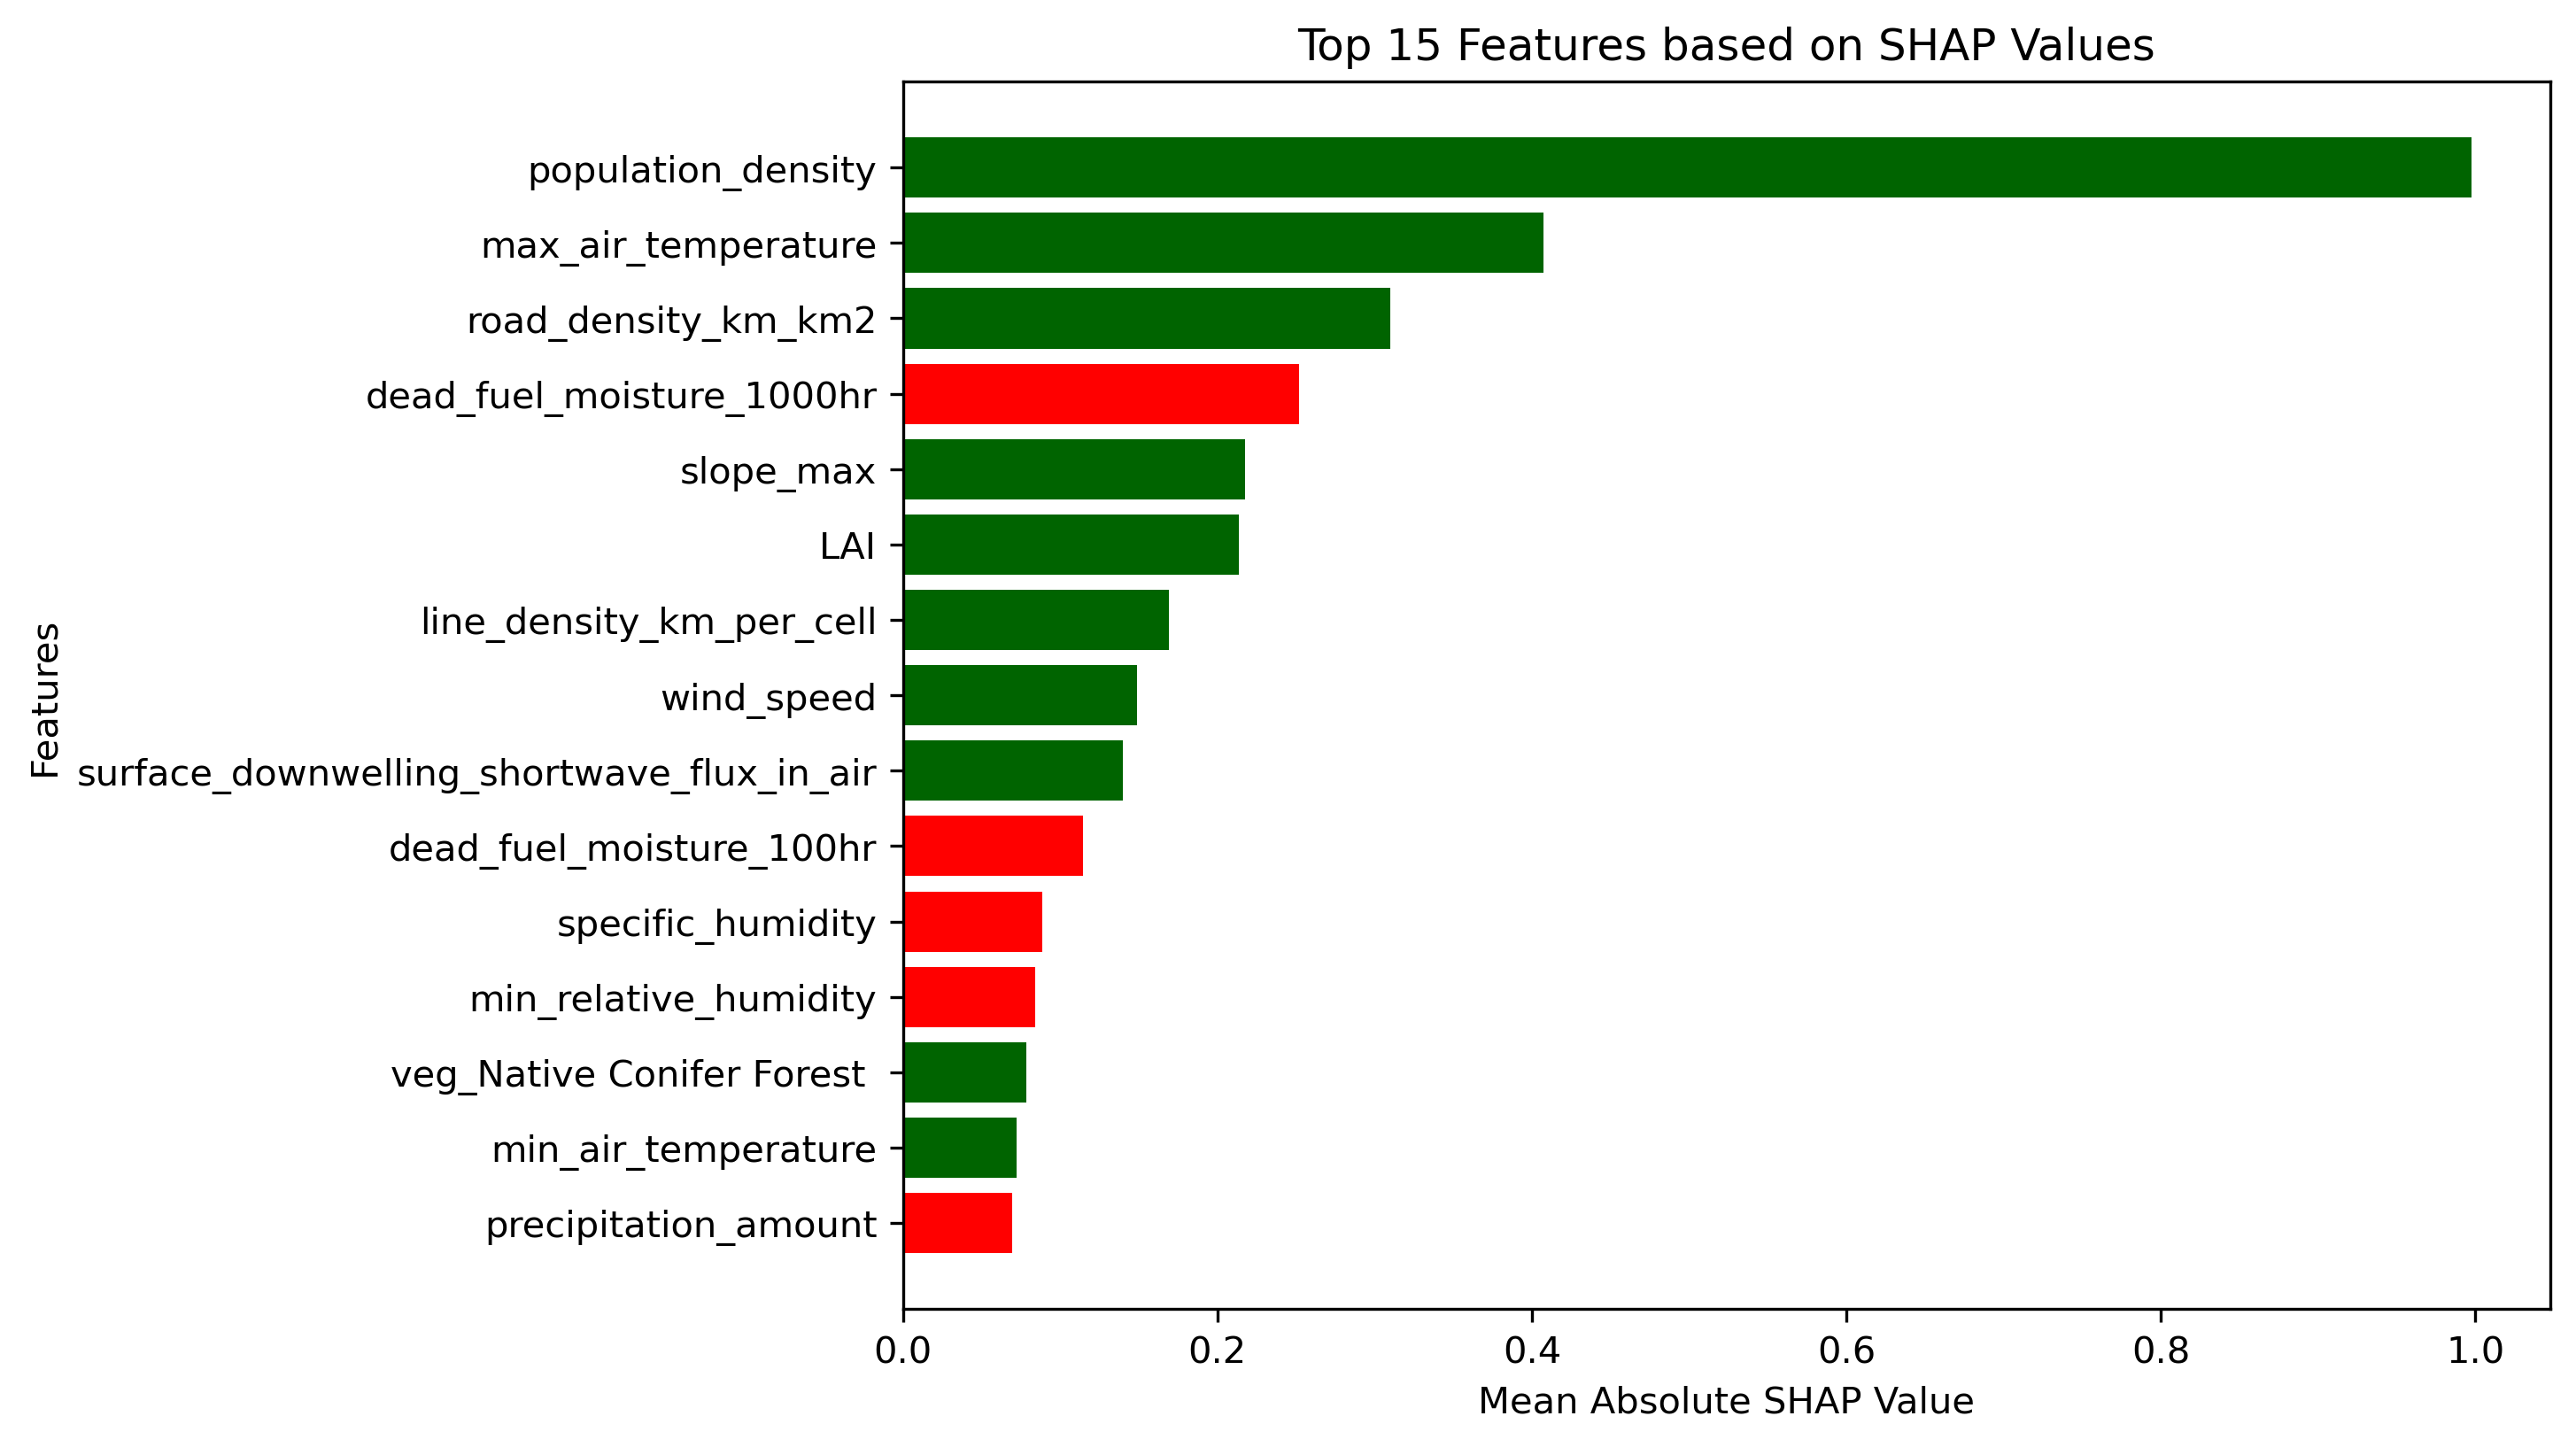 Top 15 Features based on SHAP Values
Features
population_density
max_air_temperature
road_density_km_km2
dead_fuel_moisture_1000hr
slope_max
LAI
line_density_km_per_cell
wind_speed
surface_downwelling_shortwave_flux_in_air
dead_fuel_moisture_100hr
specific_humidity
min_relative_humidity
veg_Native Conifer Forest
min_air_temperature
precipitation_amount
0.0 0.2 0.4 0.6 0.8 1.0
Mean Absolute SHAP Value